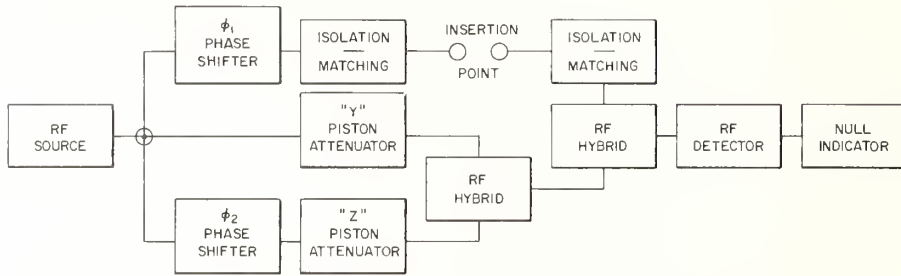 ϕ1
PHASE
SHIFTER
ISOLATION
MATCHING
INSERTION
POINT
ISOLATION
MATCHING
RF
SOURCE
"Y"
PISTON
ATTENUATOR
RF
HYBRID
RF
DETECTOR
NULL
INDICATOR
RF
HYBRID
ϕ2
PHASE
SHIFTER
"Z"
PISTON
ATTENUATOR